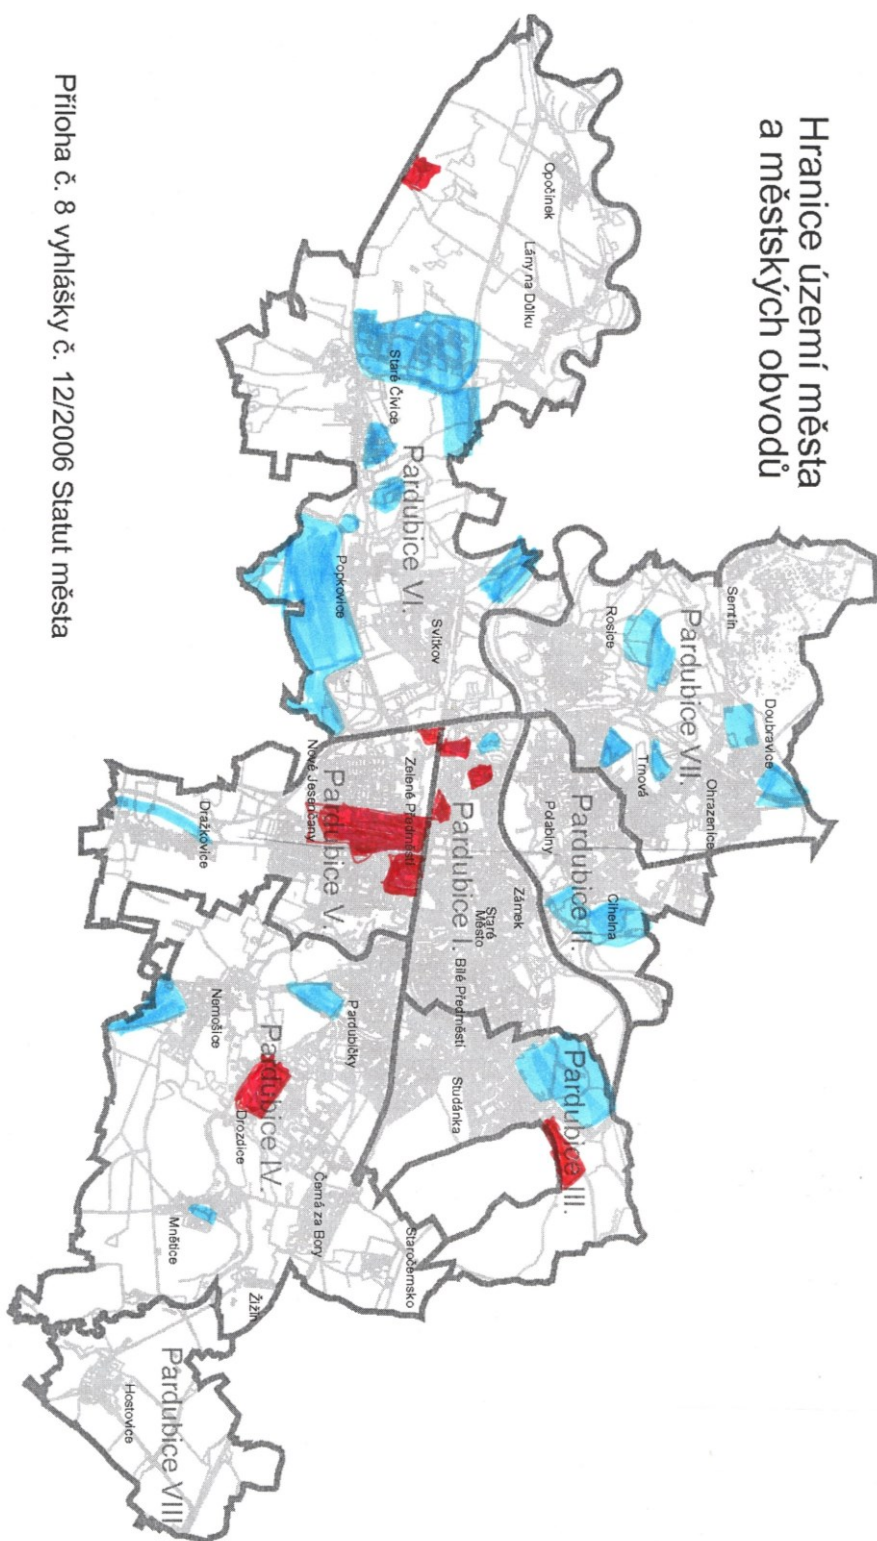 Hranice území města
a městských obvodů
Opočínek
Lány na Důlku
Staré Čívice
Pardubice VI.
Popkovice
Svítkov
Semtín
Rosice
Pardubice VII.
Doubravice
Trnová
Ohrazenice
Polabiny
Pardubice II.
Cihelna
Zelené Předměstí
Nové Jesenčany
Pardubice V.
Dražkovice
Pardubice I.
Zámek
Staré
Město
Bílé Předměstí
Pardubice III.
Studánka
Pardubičky
Nemošice
Pardubice IV.
Drozdice
Černá za Bory
Mnětice
Staročernsko
Žižín
Pardubice VIII
Hostovice
Příloha č. 8 vyhlášky č. 12/2006 Statut města